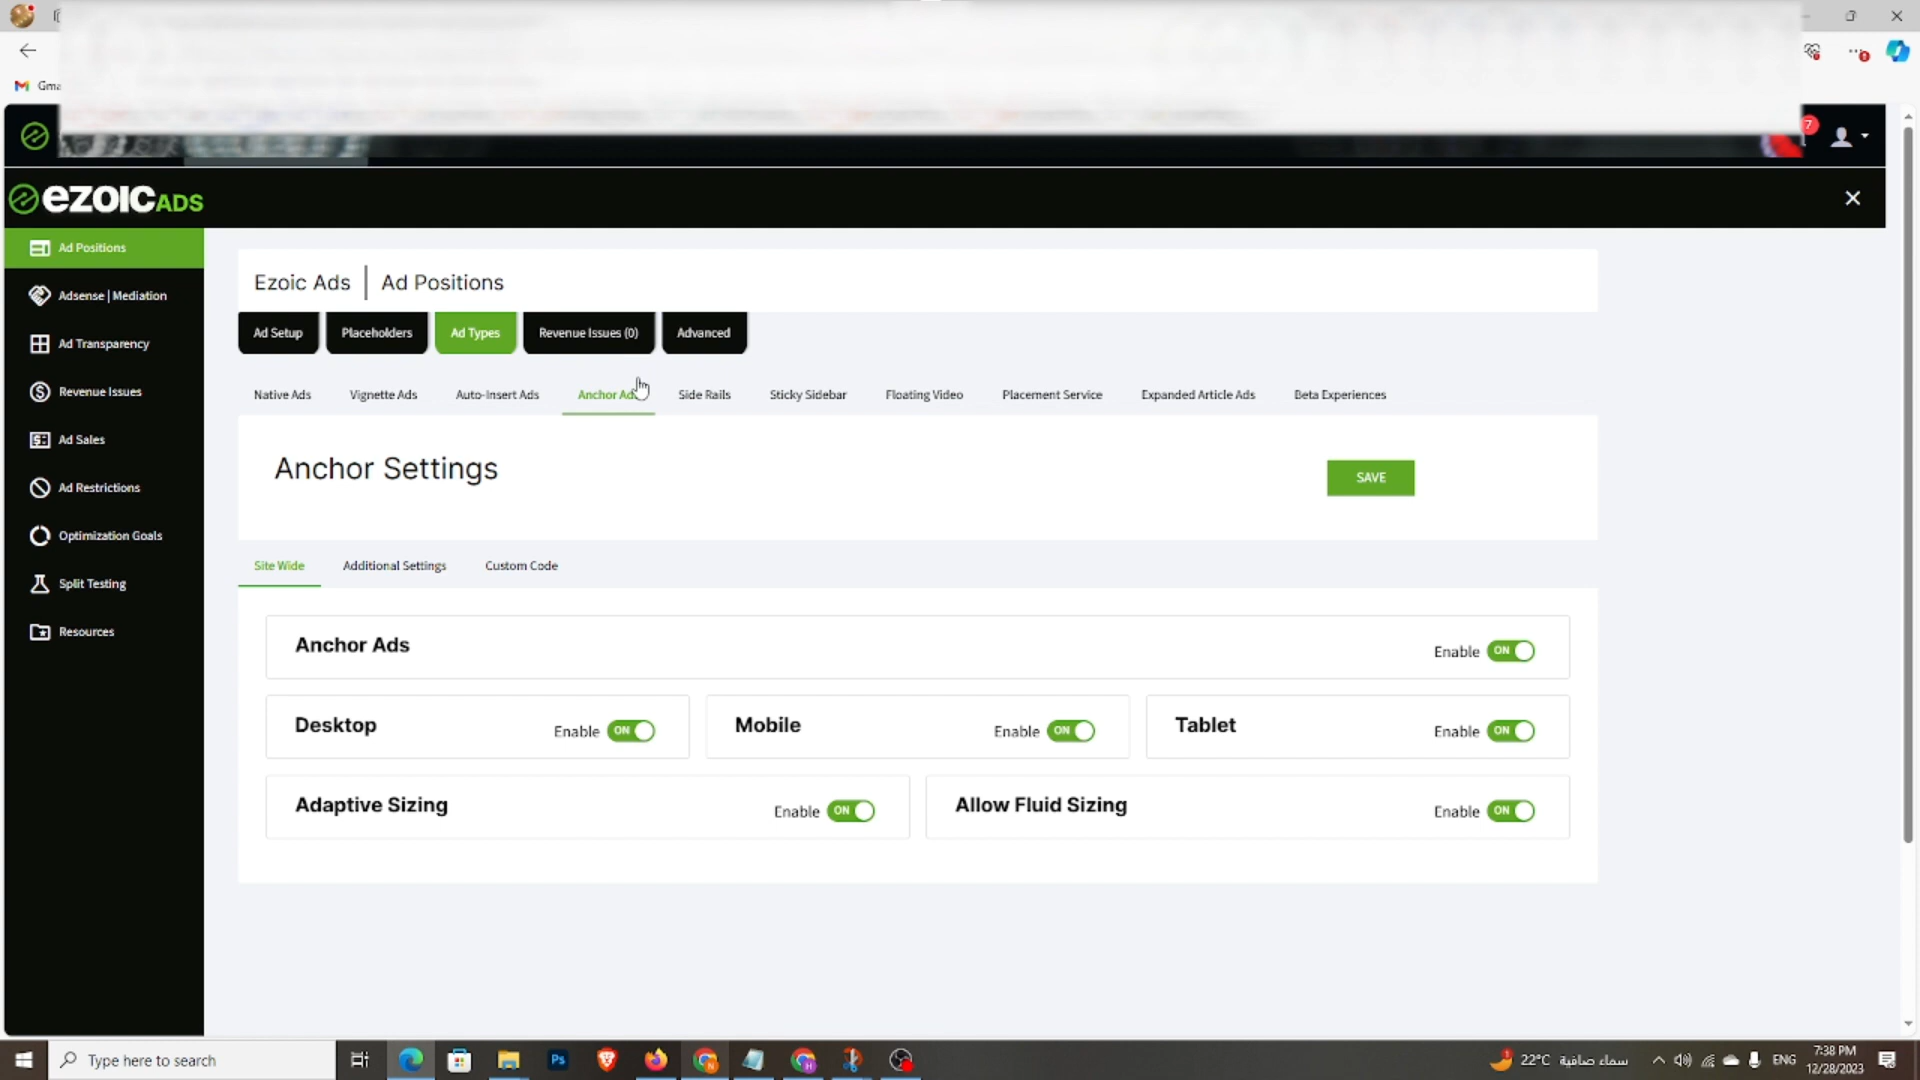 Gma
7
ezoic ADS
Ad Positions
Adsense | Mediation
Ad Transparency
Revenue Issues
Ad Sales
Ad Restrictions
Optimization Goals
Split Testing
Resources
Ezoic Ads | Ad Positions
Ad Setup Placeholders Ad Types Revenue Issues (0) Advanced
Native Ads Vignette Ads Auto-Insert Ads Anchor Ads Side Rails Sticky Sidebar Floating Video Placement Service Expanded Article Ads Beta Experiences
Anchor Settings
SAVE
Site Wide Additional Settings Custom Code
Anchor Ads Enable ON
Desktop Enable ON Mobile Enable ON Tablet Enable ON
Adaptive Sizing Enable ON Allow Fluid Sizing Enable ON
Type here to search
Ps
22°C سماء صافية
ENG
7:38 PM
12/28/2023